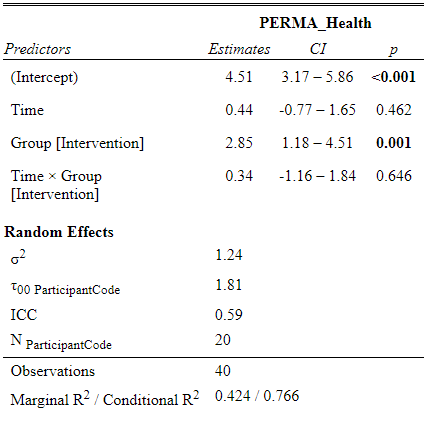 PERMA_Health
Predictors Estimates CI p
(Intercept) 4.51 3.17 – 5.86 <0.001
Time 0.44 -0.77 – 1.65 0.462
Group [Intervention] 2.85 1.18 – 4.51 0.001
Time × Group 0.34 -1.16 – 1.84 0.646
[Intervention]
Random Effects
σ² 1.24
τ00 ParticipantCode 1.81
ICC 0.59
N ParticipantCode 20
Observations 40
Marginal R² / Conditional R² 0.424 / 0.766